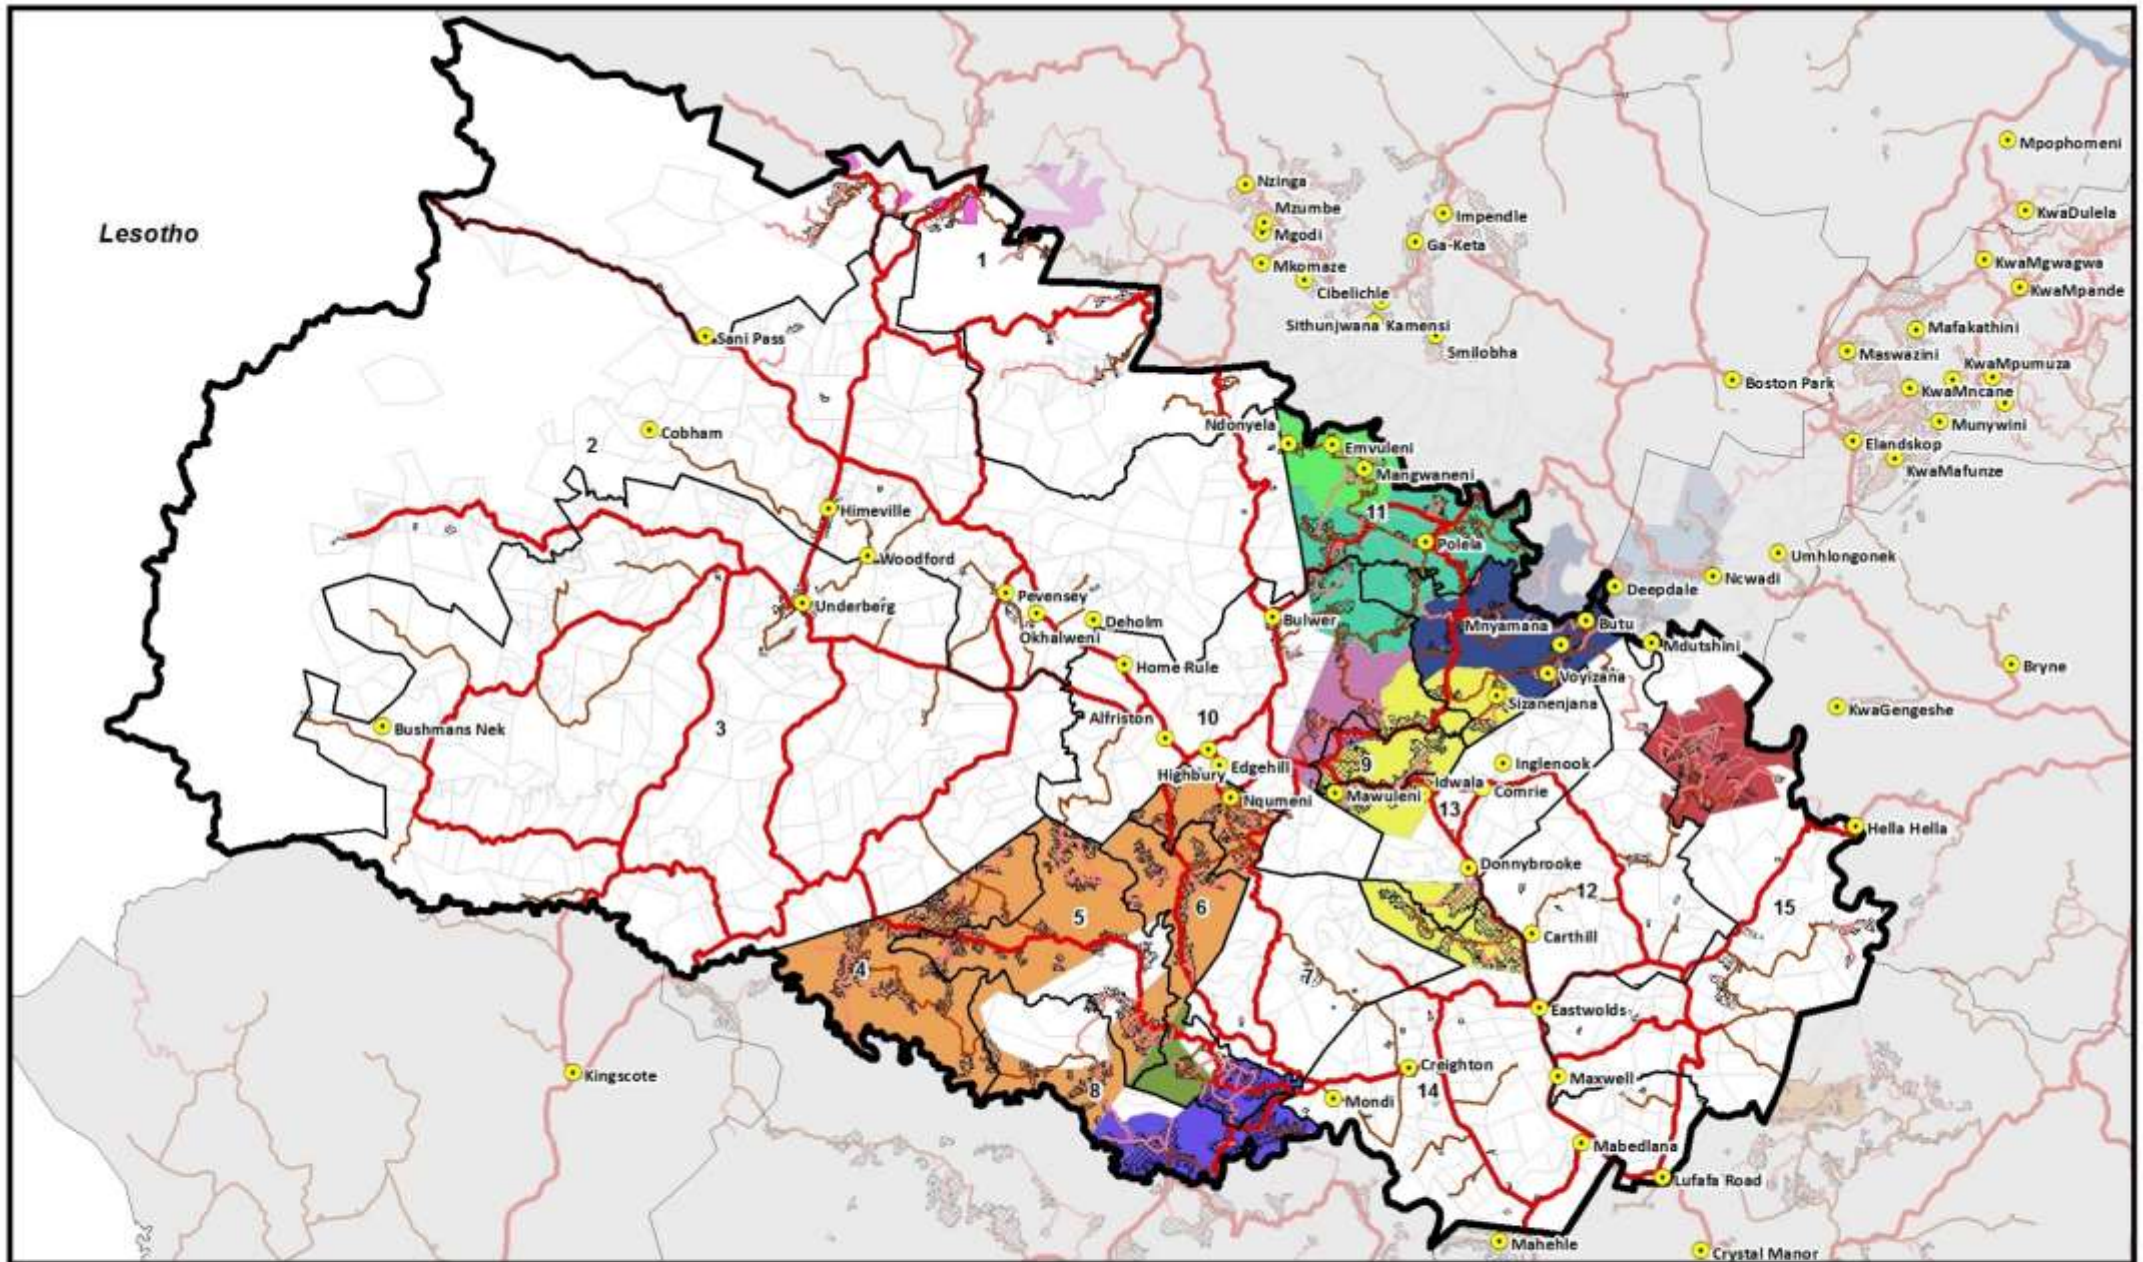 Mpophomeni
Nzinga
Mzumbe
Impendle
KwaDulela
Lesotho
Mgodi
Ga-Keta
1
Mkomaze
KwaMgwagwa
Cibelichle
KwaMpande
Sithunjwana Kamensi
Mafakathini
Sani Pass
Smilobha
Maswazini
KwaMpumuza
Boston Park
KwaMncane
Ndonyela
Munywini
Cobham
2
Emvuleni
Elandskop
Mangwaneni
KwaMafunze
Himeville
11
Polela
Woodford
Umhlongonek
Ncwadi
Pevensey
Deepdale
Underberg
Deholm
Bulwer
Mnyamana
Butu
Okhalweni
Mdutshini
Home Rule
Bryne
Voyizana
Sizanenjana
KwaGengeshe
Alfriston
10
Bushmans Nek
3
Edgehill
9
Inglenook
Highbury
Idwala
Nqumeni
Mawuleni
Comrie
13
Hella Hella
Donnybrooke
12
5
6
15
Carthill
4
7
Eastwolds
Creighton
Kingscote
Maxwell
8
14
Mondi
Mabedlana
Lufafa Road
Mahehle
Crystal Manor